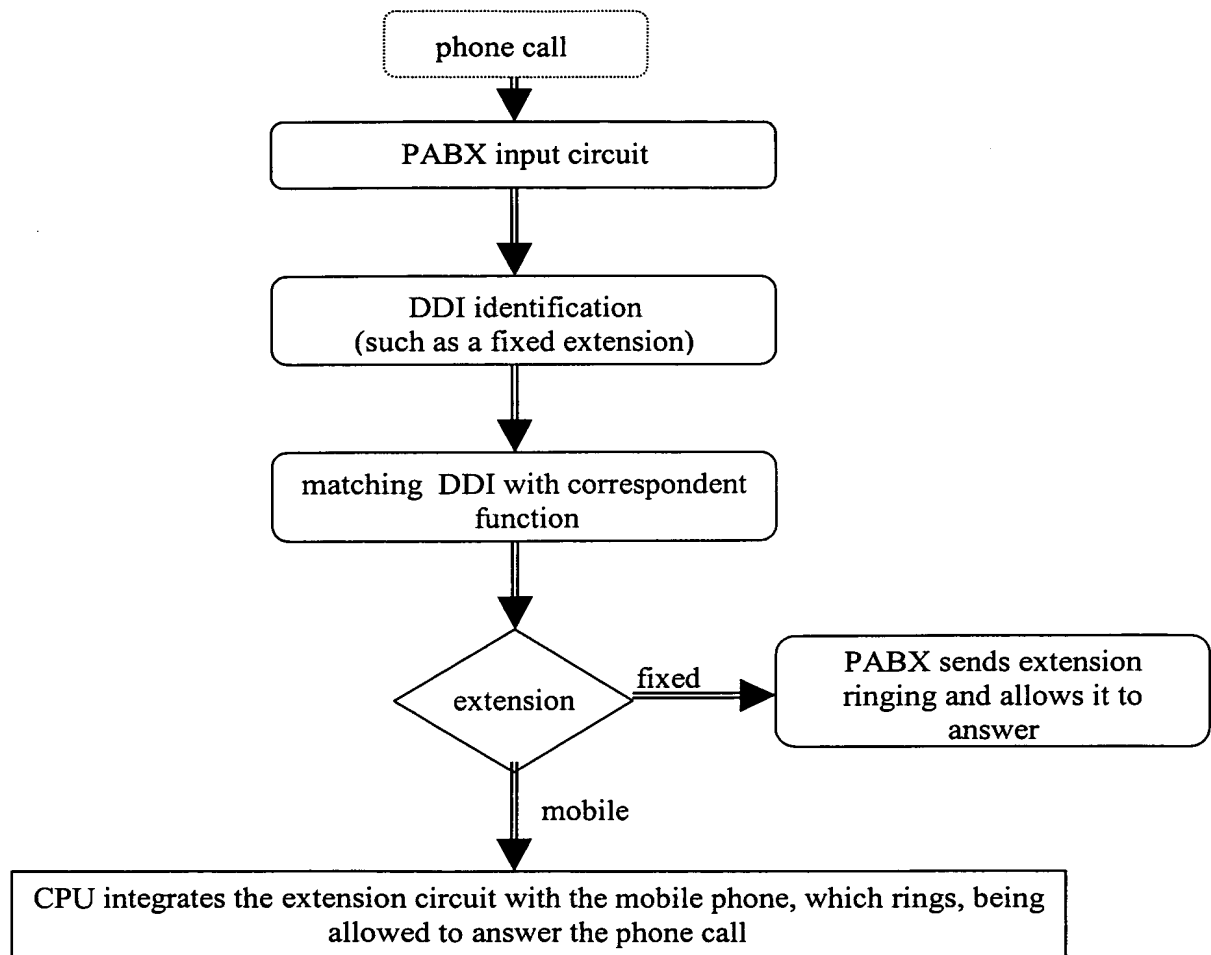 phone call
PABX input circuit
DDI identification
(such as a fixed extension)
matching DDI with correspondent
function
extension
fixed
PABX sends extension
ringing and allows it to
answer
mobile
CPU integrates the extension circuit with the mobile phone, which rings, being
allowed to answer the phone call